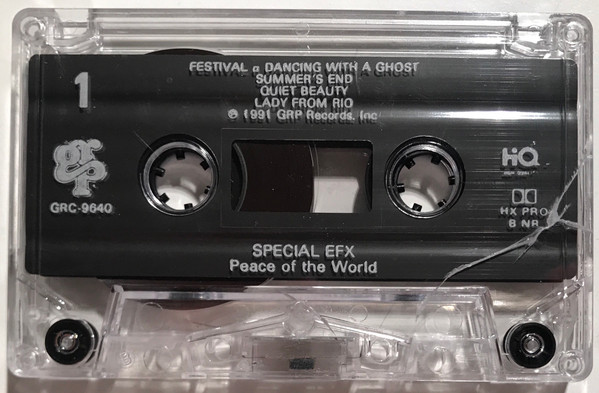 1
FESTIVAL □ DANCING WITH A GHOST
SUMMER'S END
QUIET BEAUTY
LADY FROM RIO
℗ 1991 GRP Records, Inc
grp
GRC-9640
HQ
HX PRO
B NR
SPECIAL EFX
Peace of the World